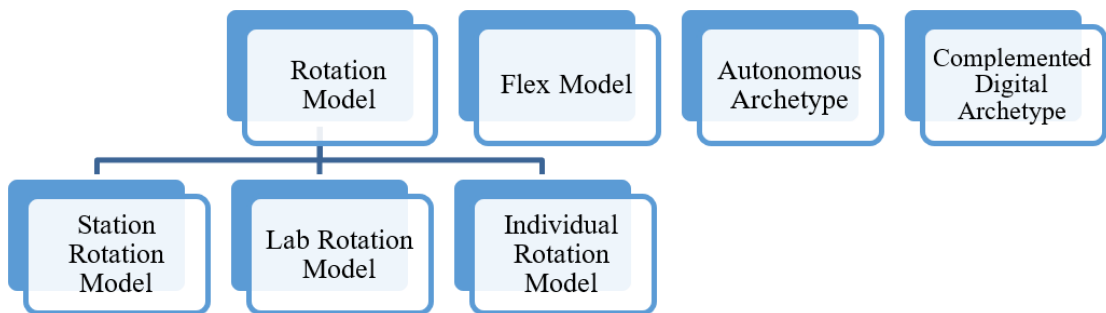 Rotation
Model
Flex Model
Autonomous
Archetype
Complemented
Digital
Archetype
Station
Rotation
Model
Lab Rotation
Model
Individual
Rotation
Model